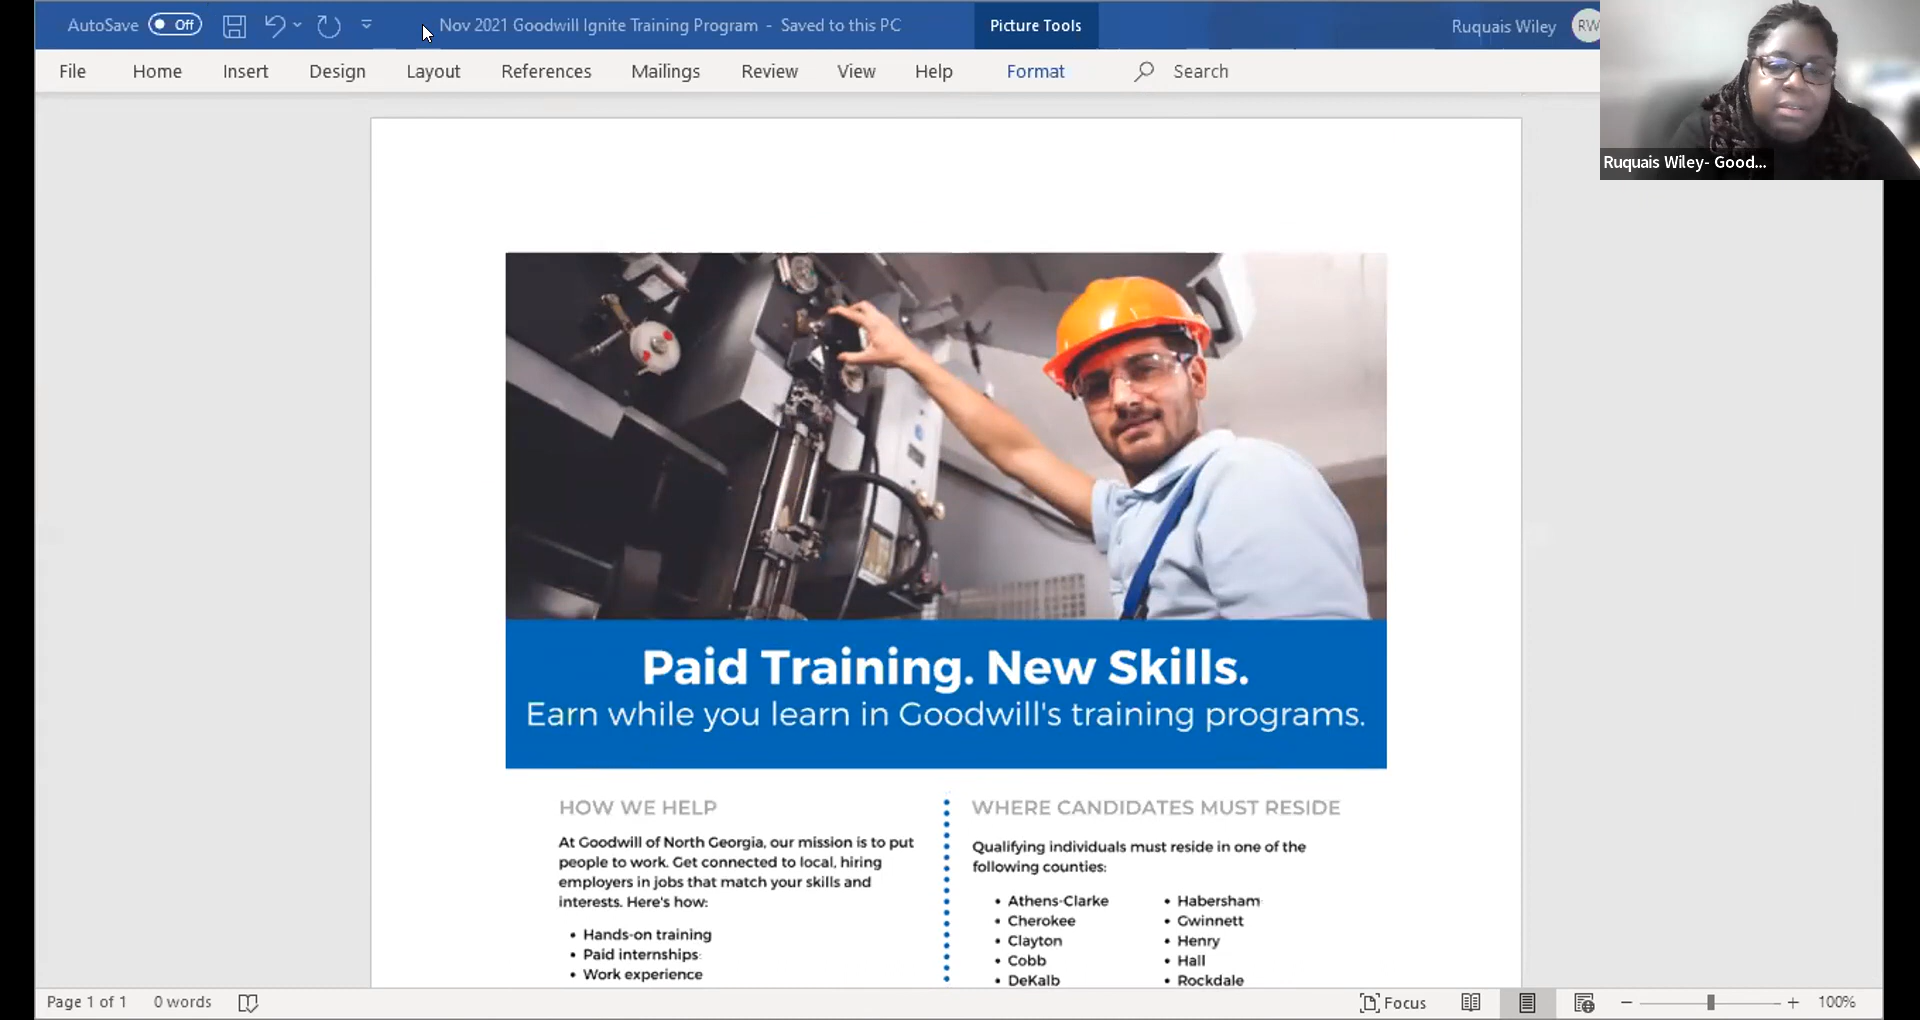 AutoSave Off
Nov 2021 Goodwill Ignite Training Program - Saved to this PC
Picture Tools
Ruquais Wiley RW
File Home Insert Design Layout References Mailings Review View Help Format Search
Ruquais Wiley- Good...
Paid Training. New Skills.
Earn while you learn in Goodwill's training programs.
HOW WE HELP
At Goodwill of North Georgia, our mission is to put
people to work. Get connected to local, hiring
employers in jobs that match your skills and
interests. Here's how:
• Hands-on training
• Paid internships
• Work experience
WHERE CANDIDATES MUST RESIDE
Qualifying individuals must reside in one of the
following counties:
• Athens-Clarke
• Cherokee
• Clayton
• Cobb
• DeKalb
• Habersham
• Gwinnett
• Henry
• Hall
• Rockdale
Page 1 of 1 0 words
Focus
100%